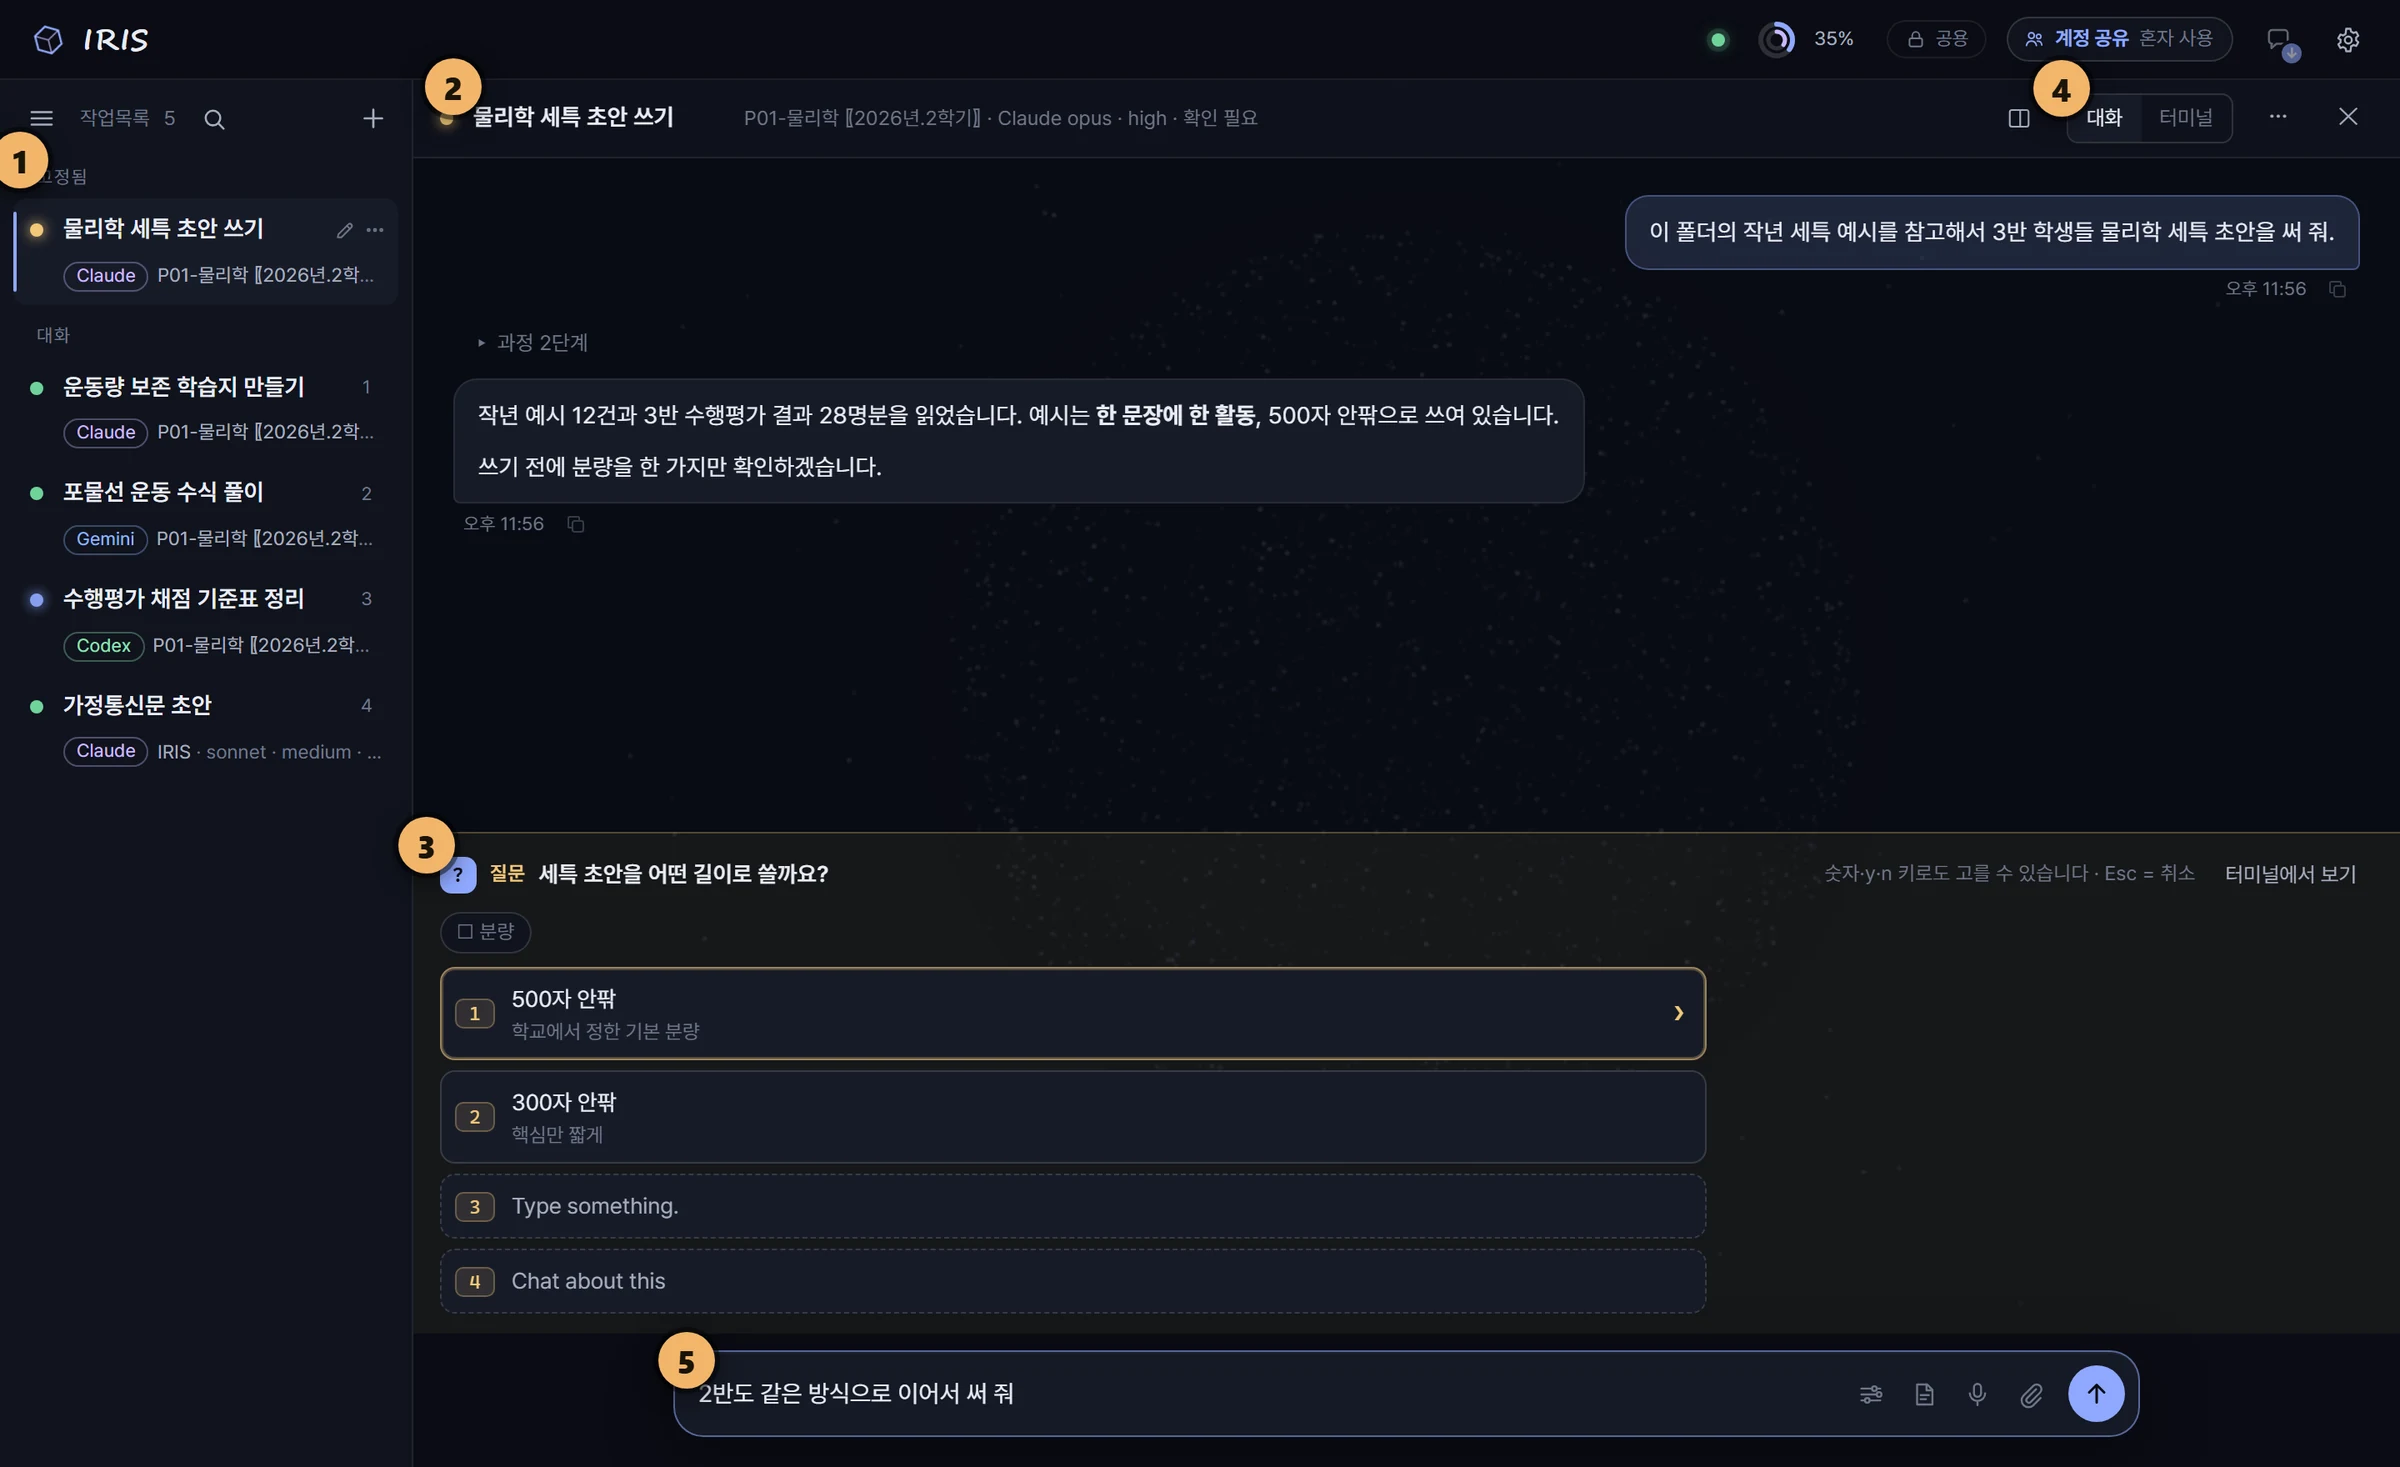 IRIS
35%
공용
계정 공유 혼자 사용
작업목록 5
1
고정됨
물리학 세특 초안 쓰기
Claude P01-물리학 〖2026년.2학...
대화
운동량 보존 학습지 만들기 1
Claude P01-물리학 〖2026년.2학...
포물선 운동 수식 풀이 2
Gemini P01-물리학 〖2026년.2학...
수행평가 채점 기준표 정리 3
Codex P01-물리학 〖2026년.2학...
가정통신문 초안 4
Claude IRIS · sonnet · medium · ...
2
물리학 세특 초안 쓰기 P01-물리학 〖2026년.2학기〗 · Claude opus · high · 확인 필요
4
대화 터미널
이 폴더의 작년 세특 예시를 참고해서 3반 학생들 물리학 세특 초안을 써 줘.
오후 11:56
과정 2단계
작년 예시 12건과 3반 수행평가 결과 28명분을 읽었습니다. 예시는 한 문장에 한 활동, 500자 안팎으로 쓰여 있습니다.
쓰기 전에 분량을 한 가지만 확인하겠습니다.
오후 11:56
3
? 질문 세특 초안을 어떤 길이로 쓸까요? 숫자·y·n 키로도 고를 수 있습니다 · Esc = 취소 터미널에서 보기
☐ 분량
1 500자 안팎
학교에서 정한 기본 분량
2 300자 안팎
핵심만 짧게
3 Type something.
4 Chat about this
5
2반도 같은 방식으로 이어서 써 줘